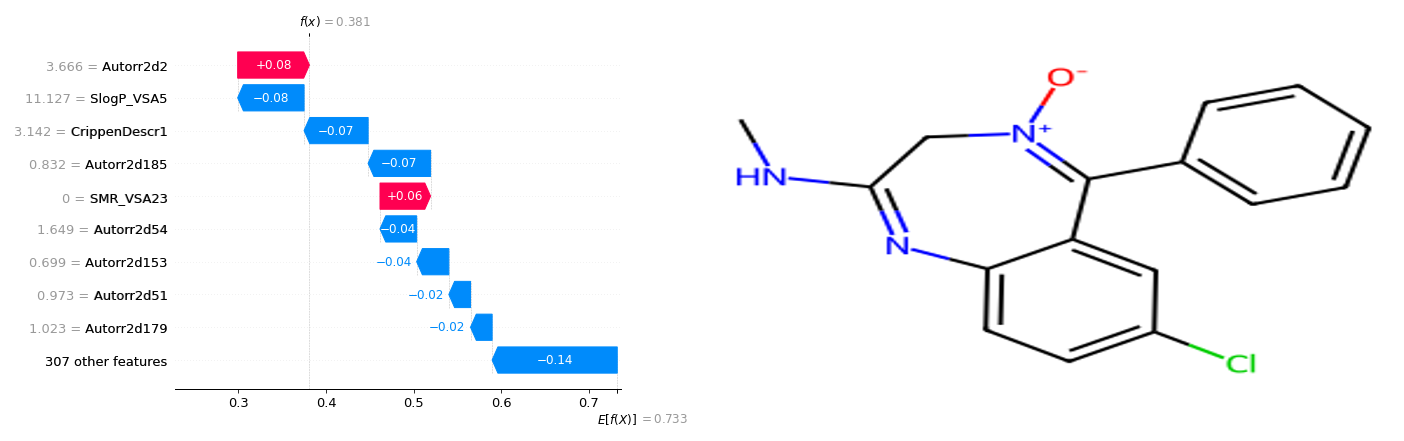 f(x) = 0.381
3.666 = Autorr2d2
+0.08
11.127 = SlogP_VSA5
−0.08
3.142 = CrippenDescr1
−0.07
0.832 = Autorr2d185
−0.07
0 = SMR_VSA23
+0.06
1.649 = Autorr2d54
−0.04
0.699 = Autorr2d153
−0.04
0.973 = Autorr2d51
−0.02
1.023 = Autorr2d179
−0.02
307 other features
−0.14
0.3 0.4 0.5 0.6 0.7
E[f(X)] = 0.733
O⁻
N⁺
HN
N
Cl